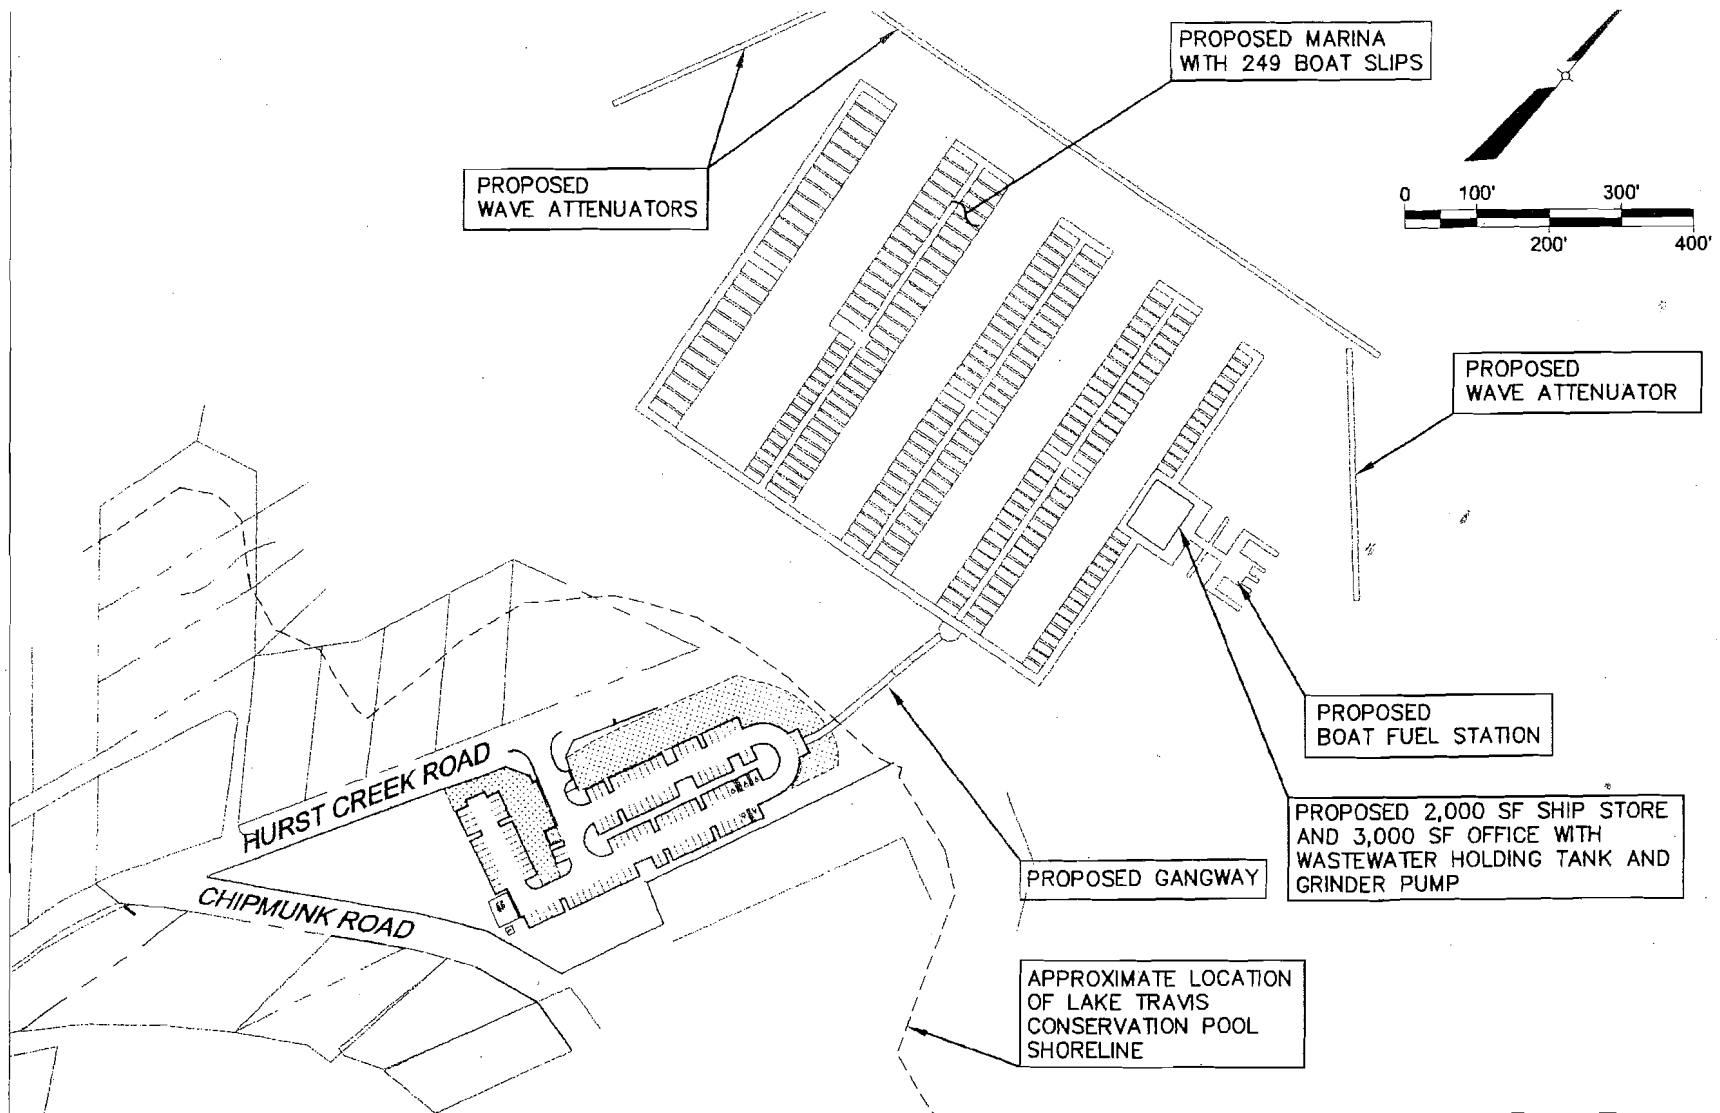 PROPOSED MARINA
WITH 249 BOAT SLIPS
PROPOSED
WAVE ATTENUATORS
0 100' 300'
200' 400'
PROPOSED
WAVE ATTENUATOR
PROPOSED
BOAT FUEL STATION
HURST CREEK ROAD
PROPOSED 2,000 SF SHIP STORE
AND 3,000 SF OFFICE WITH
WASTEWATER HOLDING TANK AND
GRINDER PUMP
PROPOSED GANGWAY
CHIPMUNK ROAD
APPROXIMATE LOCATION
OF LAKE TRAVIS
CONSERVATION POOL
SHORELINE